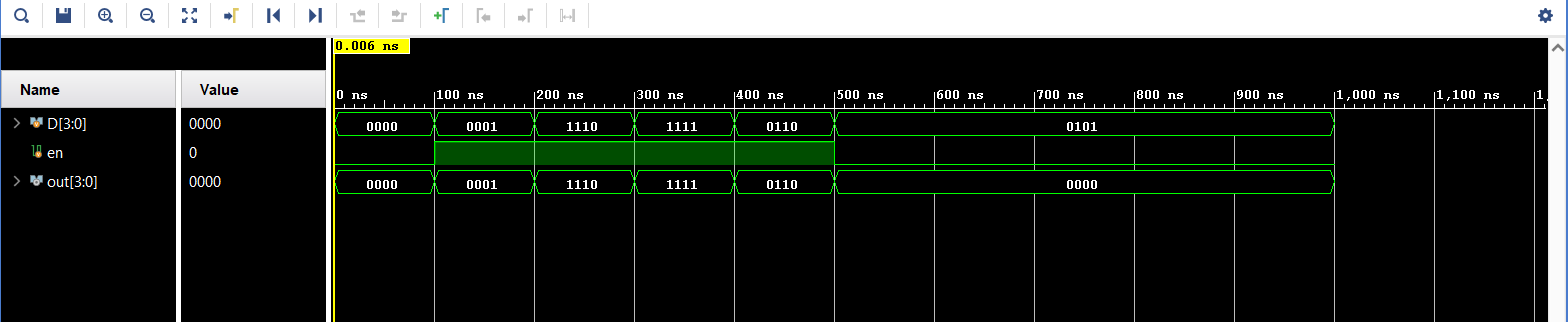 0.006 ns
Name Value
0 ns 100 ns 200 ns 300 ns 400 ns 500 ns 600 ns 700 ns 800 ns 900 ns 1,000 ns 1,100 ns 1,
D[3:0] 0000 0000 0001 1110 1111 0110 0101
en 0
out[3:0] 0000 0000 0001 1110 1111 0110 0000